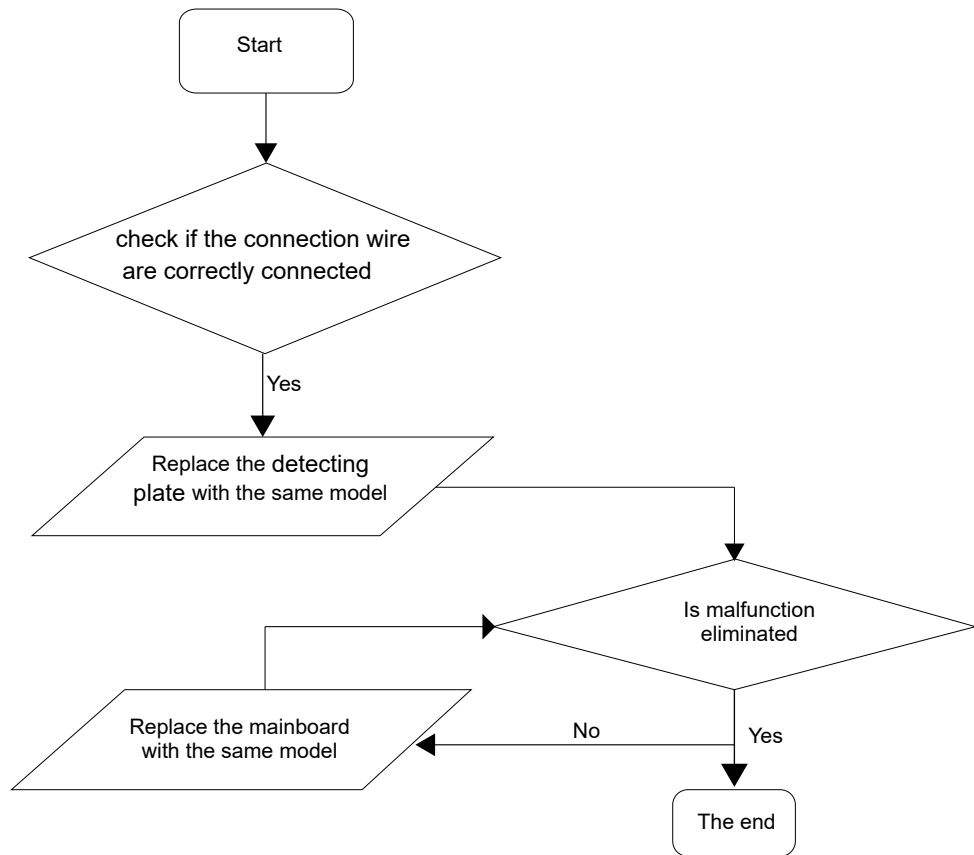 Start
check if the connection wire
are correctly connected
Yes
Replace the detecting
plate with the same model
Is malfunction
eliminated
Replace the mainboard
with the same model
No
Yes
The end